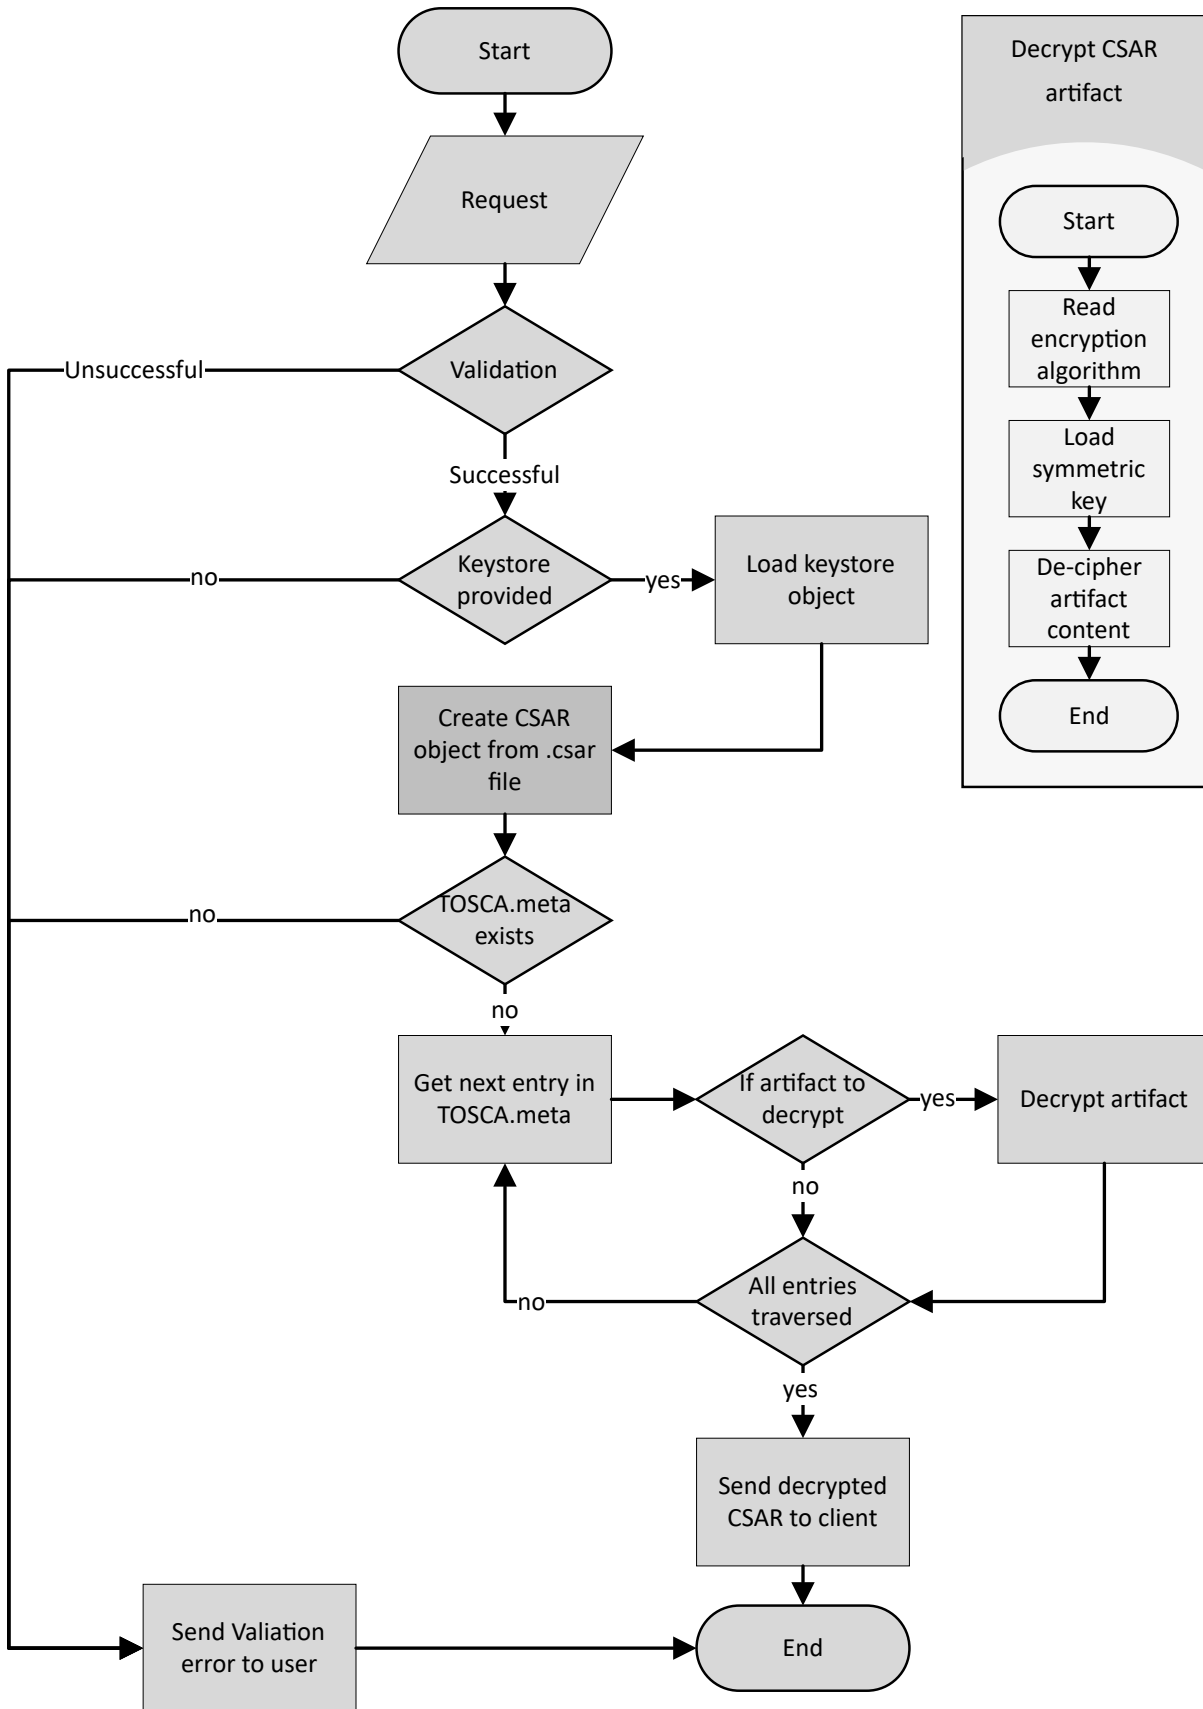 Start
Request
Validation
Unsuccessful
Successful
Keystore
provided
no
yes
Load keystore
object
Create CSAR
object from .csar
file
TOSCA.meta
exists
no
no
Get next entry in
TOSCA.meta
If artifact to
decrypt
yes
Decrypt artifact
no
All entries
traversed
no
yes
Send decrypted
CSAR to client
Send Valiation
error to user
End
Decrypt CSAR
artifact
Start
Read
encryption
algorithm
Load
symmetric
key
De-cipher
artifact
content
End